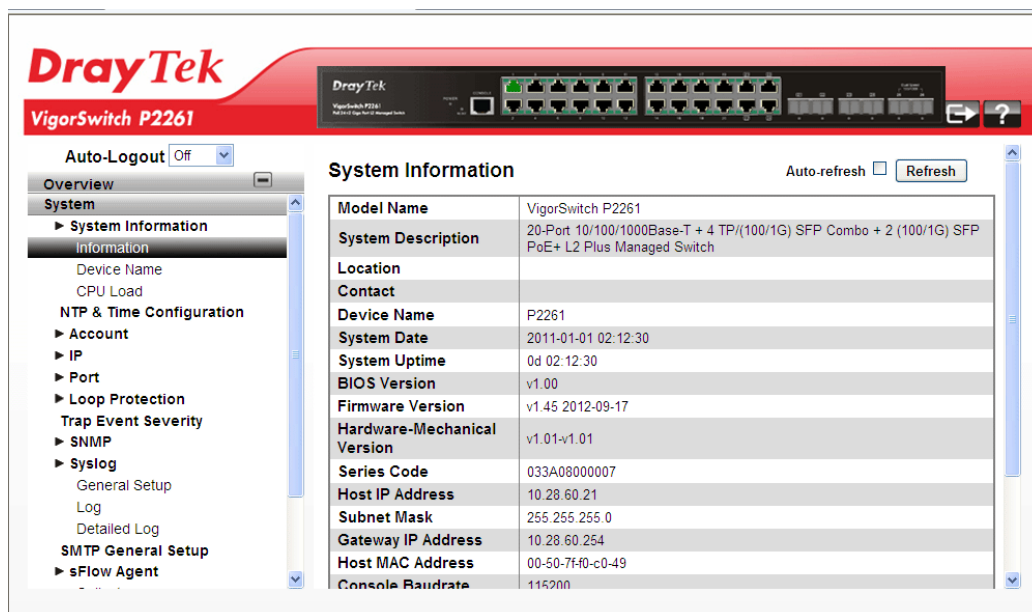 DrayTek
VigorSwitch P2261
DrayTek
VigorSwitch P2261
CONSOLE
POWER
Auto-Logout Off
Overview
System
System Information
Information
Device Name
CPU Load
NTP & Time Configuration
Account
IP
Port
Loop Protection
Trap Event Severity
SNMP
Syslog
General Setup
Log
Detailed Log
SMTP General Setup
sFlow Agent
System Information
Auto-refresh Refresh
Model Name VigorSwitch P2261
System Description 20-Port 10/100/1000Base-T + 4 TP/(100/1G) SFP Combo + 2 (100/1G) SFP
PoE+ L2 Plus Managed Switch
Location
Contact
Device Name P2261
System Date 2011-01-01 02:12:30
System Uptime 0d 02:12:30
BIOS Version v1.00
Firmware Version v1.45 2012-09-17
Hardware-Mechanical
Version v1.01-v1.01
Series Code 033A08000007
Host IP Address 10.28.60.21
Subnet Mask 255.255.255.0
Gateway IP Address 10.28.60.254
Host MAC Address 00-50-7f-f0-c0-49
Console Baudrate 115200